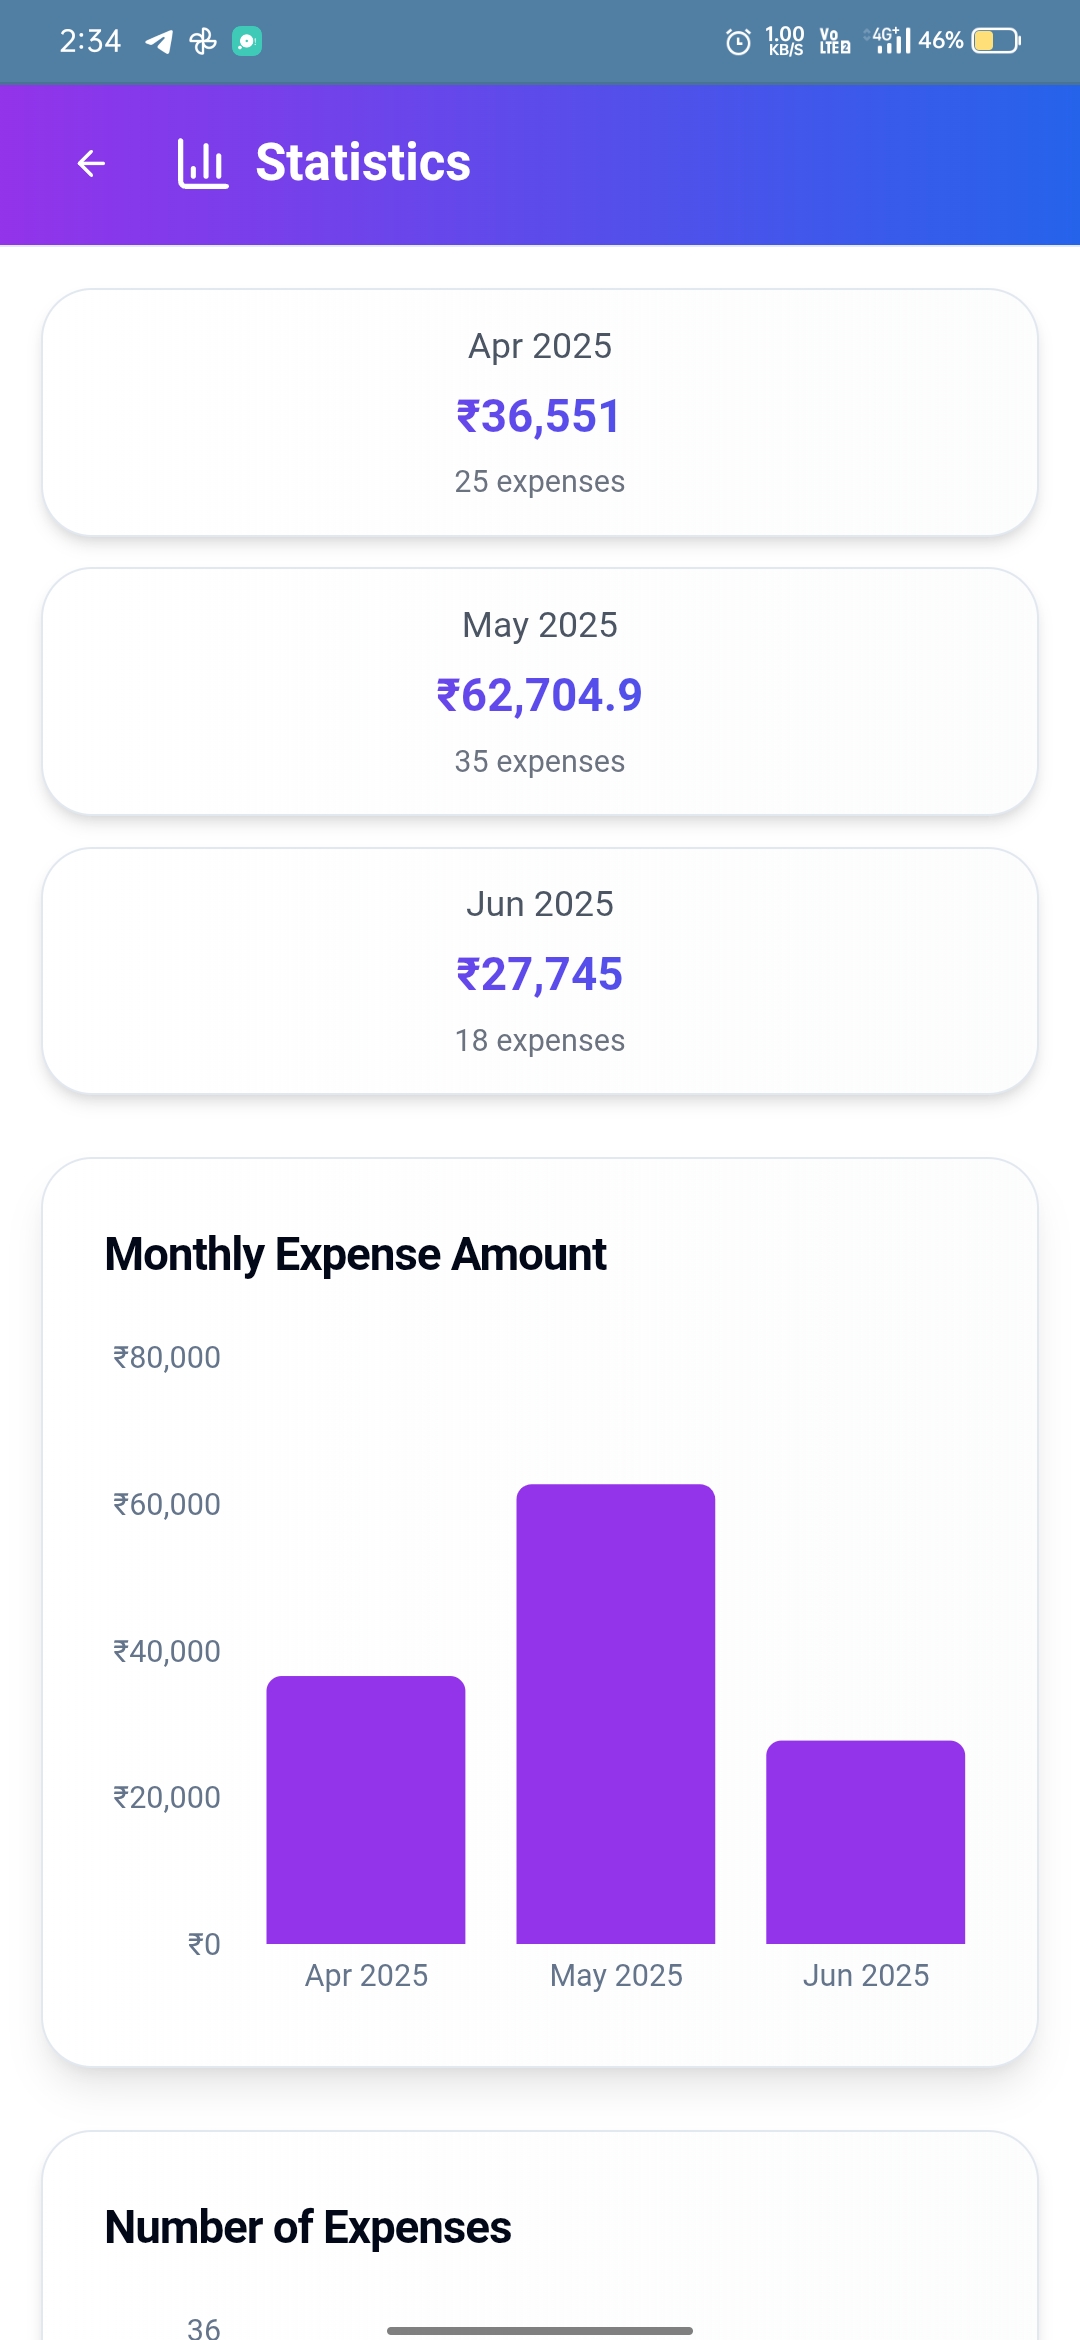 2:34 1.00 KB/S Vo LTE 2 4G+ 46%
Statistics
Apr 2025
₹36,551
25 expenses
May 2025
₹62,704.9
35 expenses
Jun 2025
₹27,745
18 expenses
Monthly Expense Amount
₹80,000
₹60,000
₹40,000
₹20,000
₹0
Apr 2025 May 2025 Jun 2025
Number of Expenses
36